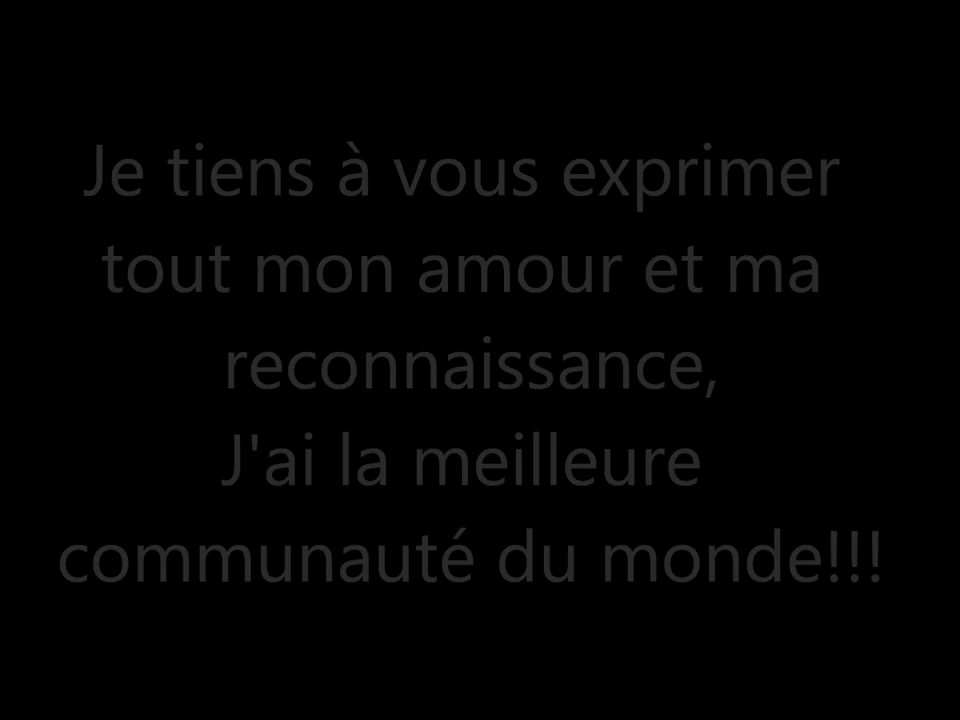 Je tiens à vous exprimer
tout mon amour et ma
reconnaissance,
J'ai la meilleure
communauté du monde!!!